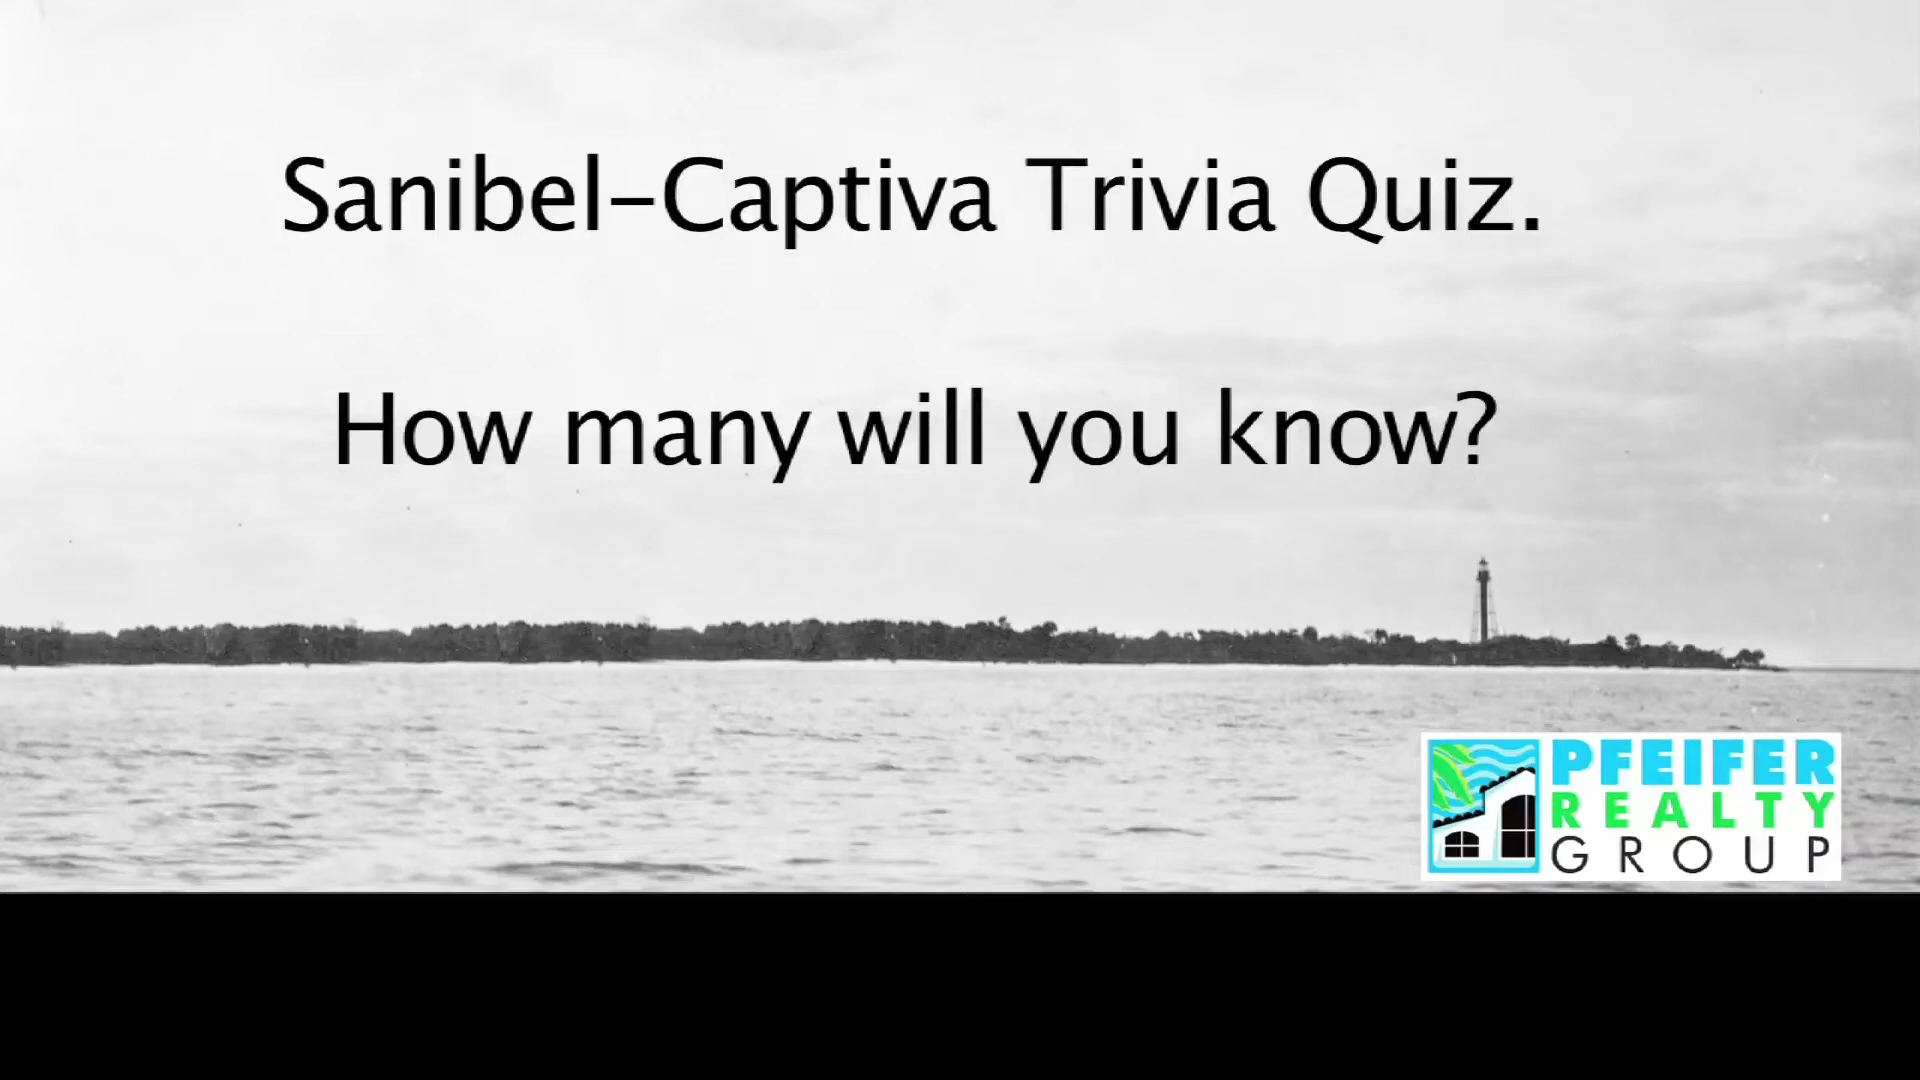 Sanibel-Captiva Trivia Quiz.
How many will you know?
PFEIFER
REALTY
GROUP